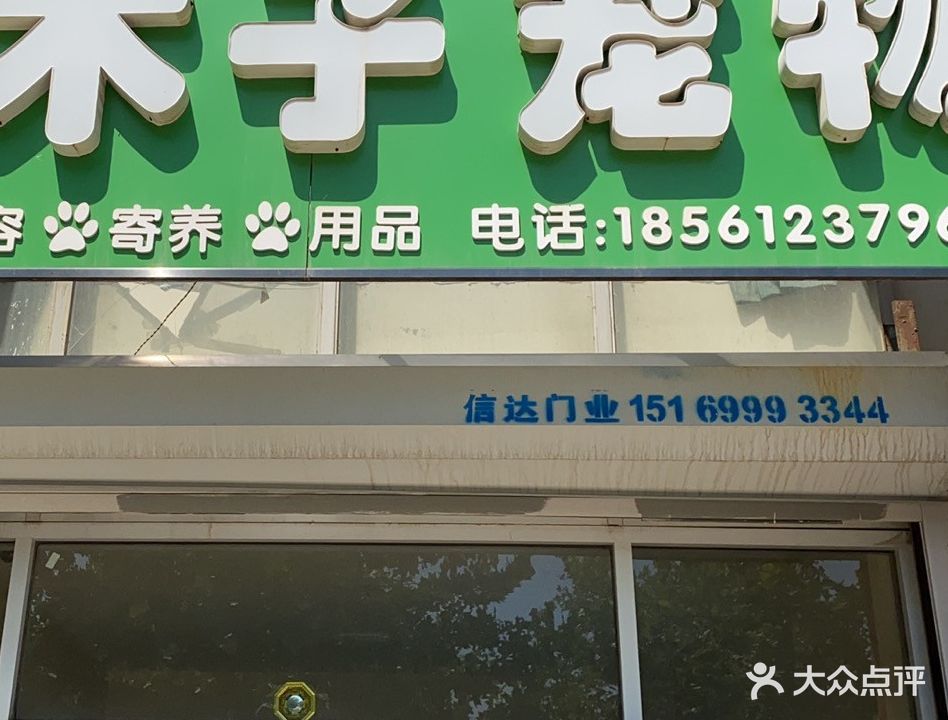 子宠物
容 寄养 用品 电话:1856123796
信达门业 151 6999 3344
大众点评